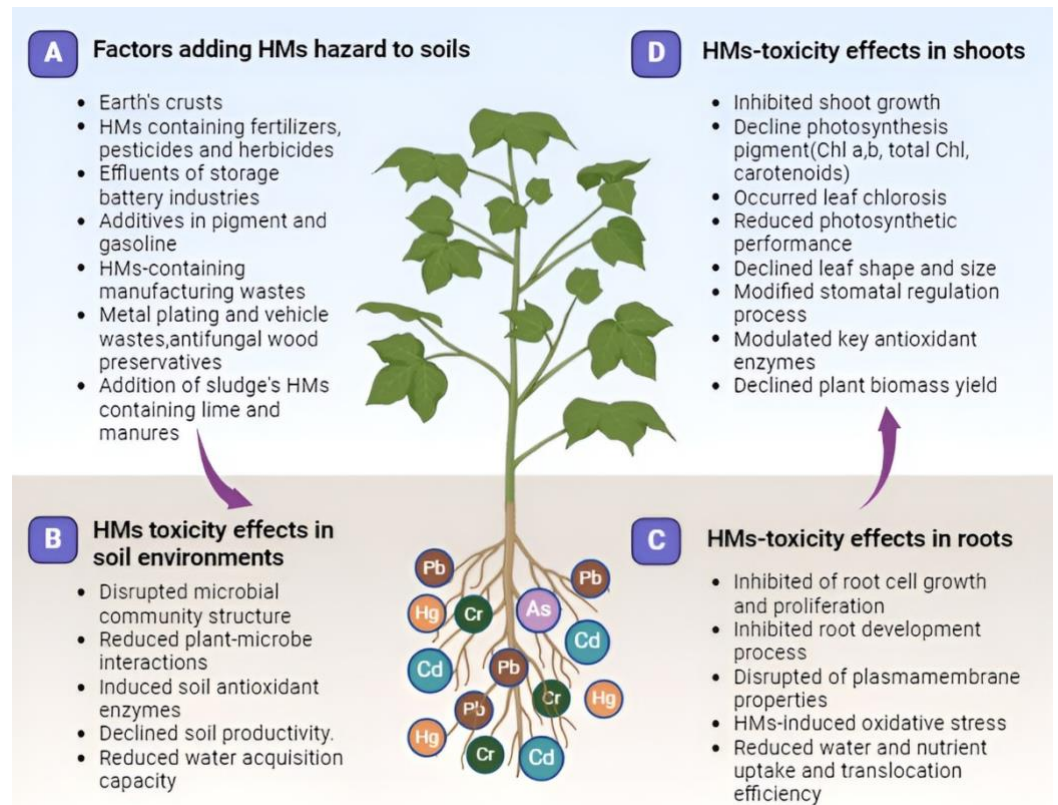 A
Factors adding HMs hazard to soils
• Earth's crusts
• HMs containing fertilizers,
pesticides and herbicides
• Effluents of storage
battery industries
• Additives in pigment and
gasoline
• HMs-containing
manufacturing wastes
• Metal plating and vehicle
wastes,antifungal wood
preservatives
• Addition of sludge's HMs
containing lime and
manures
B
HMs toxicity effects in
soil environments
• Disrupted microbial
community structure
• Reduced plant-microbe
interactions
• Induced soil antioxidant
enzymes
• Declined soil productivity.
• Reduced water acquisition
capacity
Pb
Pb
Hg
Cr
As
Cd
Cd
Pb
Cr
Hg
Pb
Hg
Cr
Cd
D
HMs-toxicity effects in shoots
• Inhibited shoot growth
• Decline photosynthesis
pigment(Chl a,b, total Chl,
carotenoids)
• Occurred leaf chlorosis
• Reduced photosynthetic
performance
• Declined leaf shape and size
• Modified stomatal regulation
process
• Modulated key antioxidant
enzymes
• Declined plant biomass yield
C
HMs-toxicity effects in roots
• Inhibited of root cell growth
and proliferation
• Inhibited root development
process
• Disrupted of plasmamembrane
properties
• HMs-induced oxidative stress
• Reduced water and nutrient
uptake and translocation
efficiency